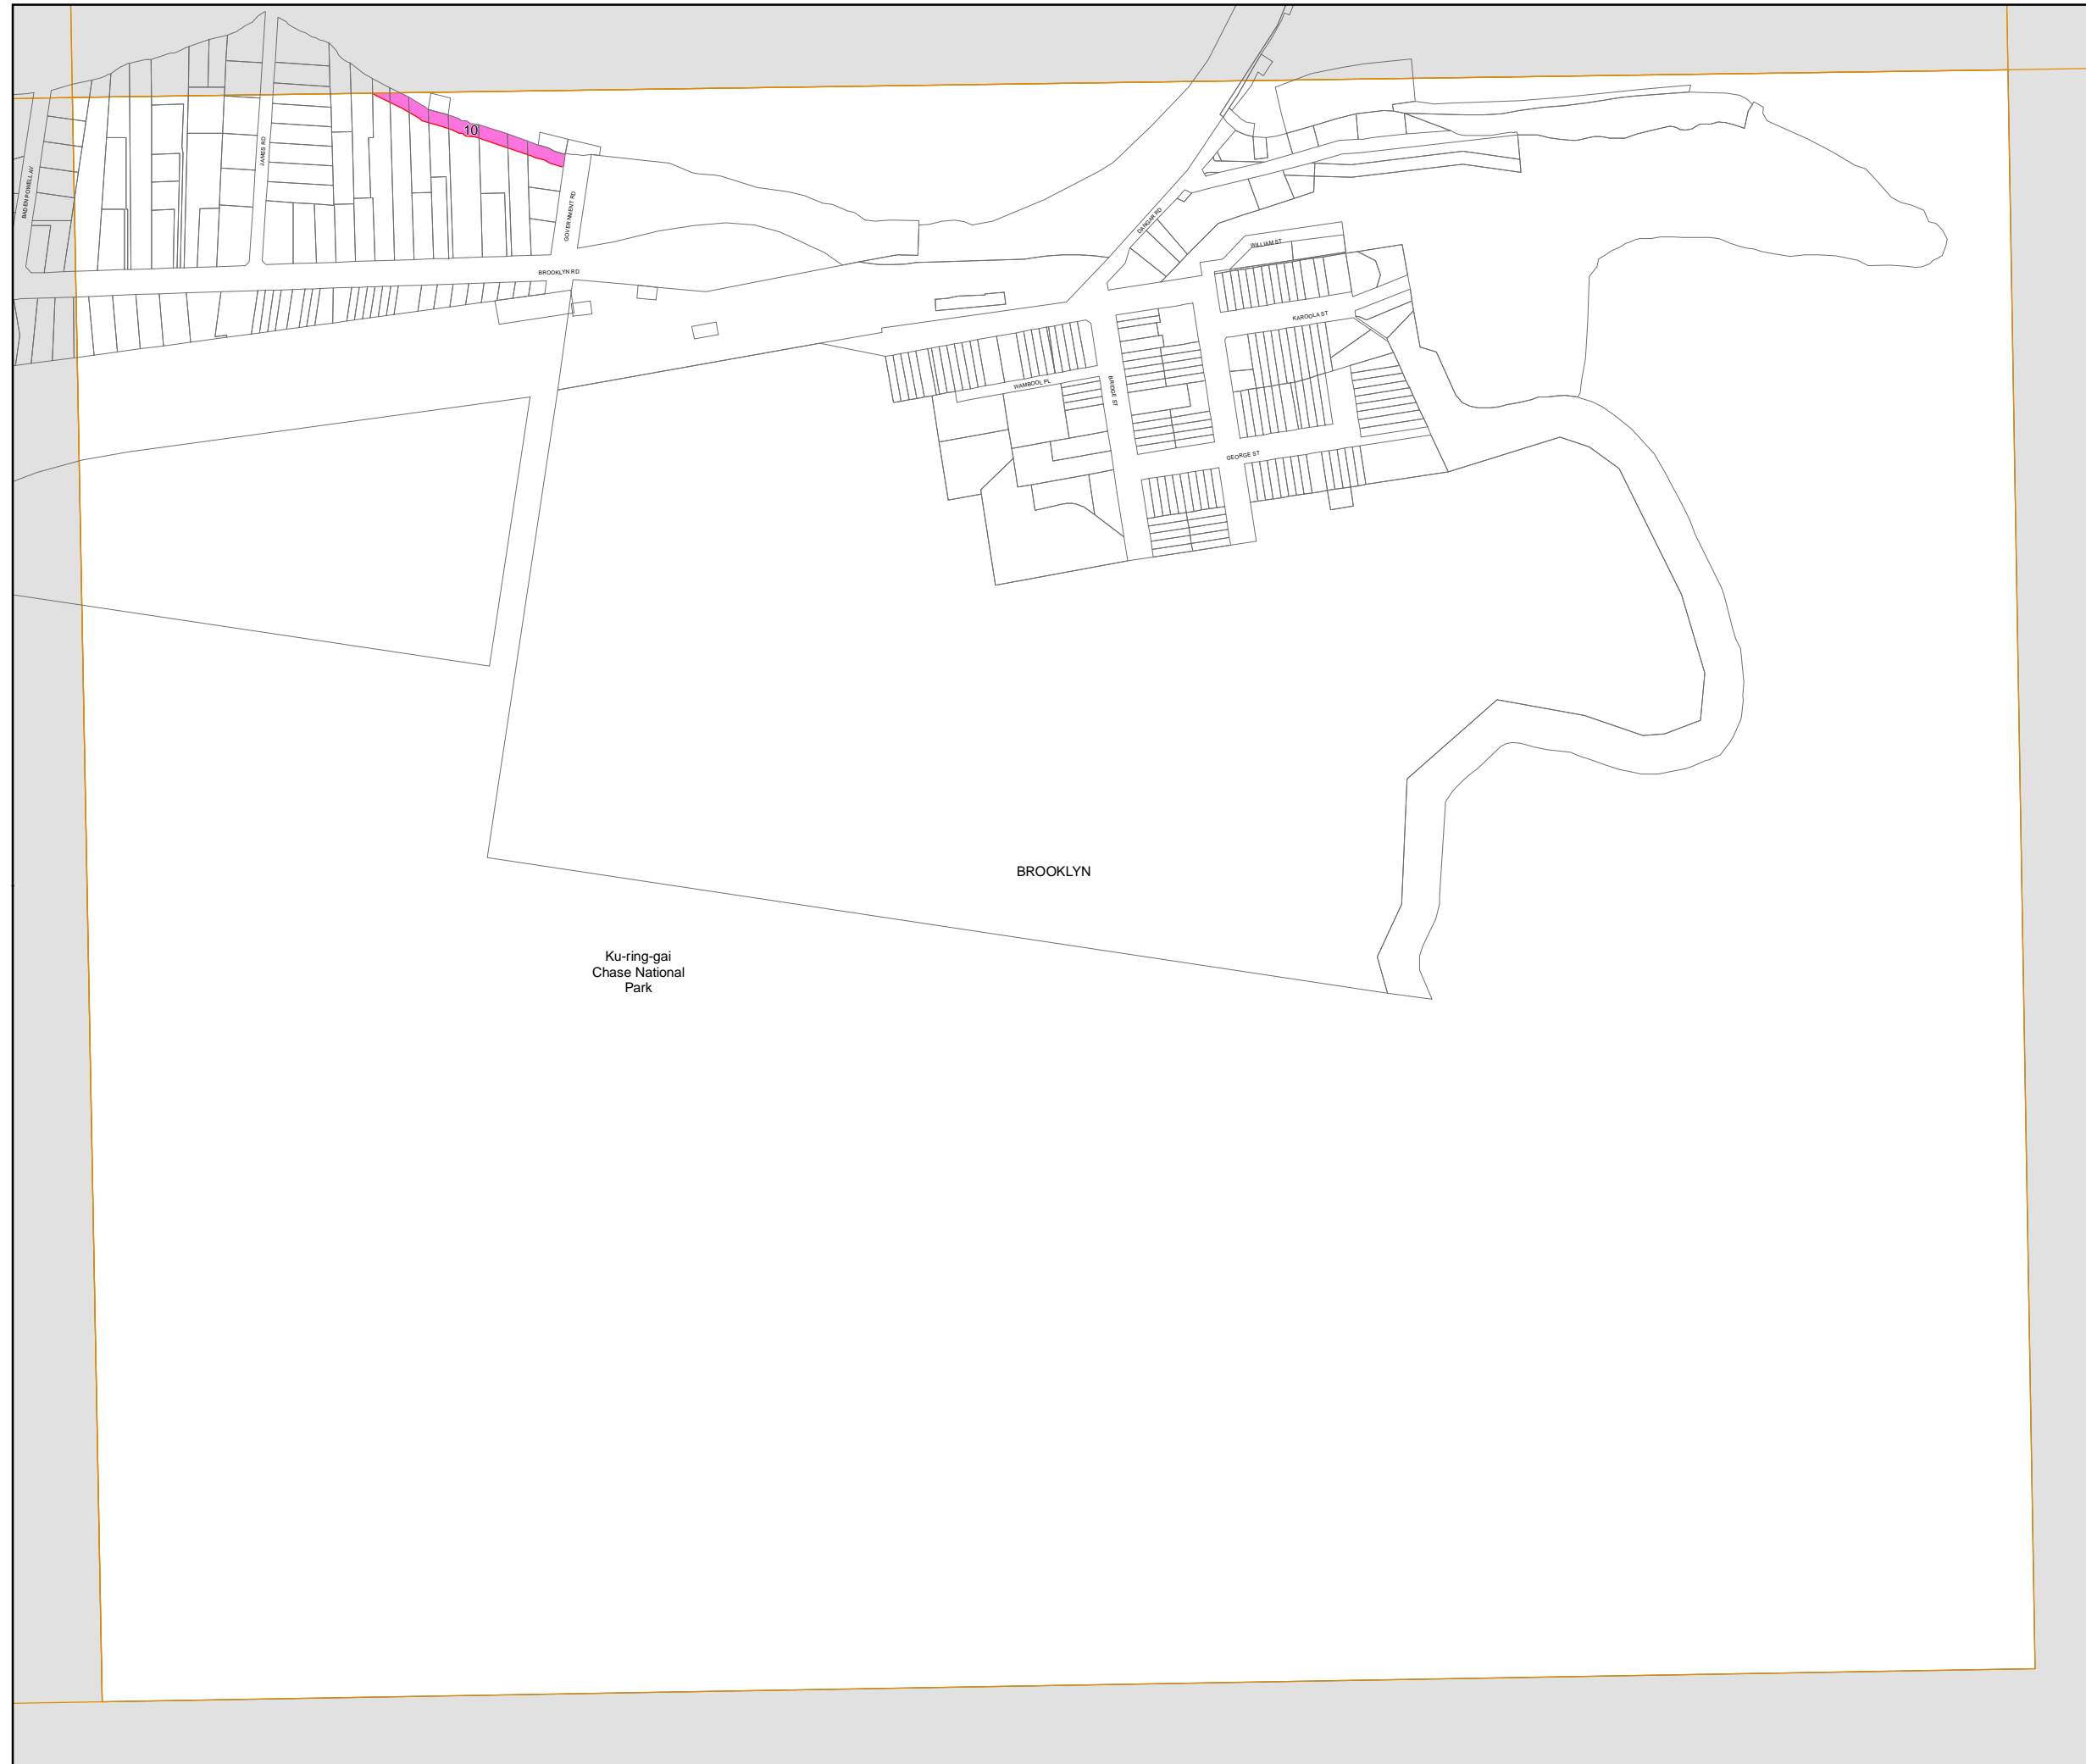 10
JAMES RD
BADEN POWELL AV
GOVERNMENT RD
DANGAR RD
WILLIAM ST
BROOKLYN RD
KAROOLA ST
WAMBOOL PL
BRIDGE ST
GEORGE ST
BROOKLYN
Ku-ring-gai
Chase National
Park